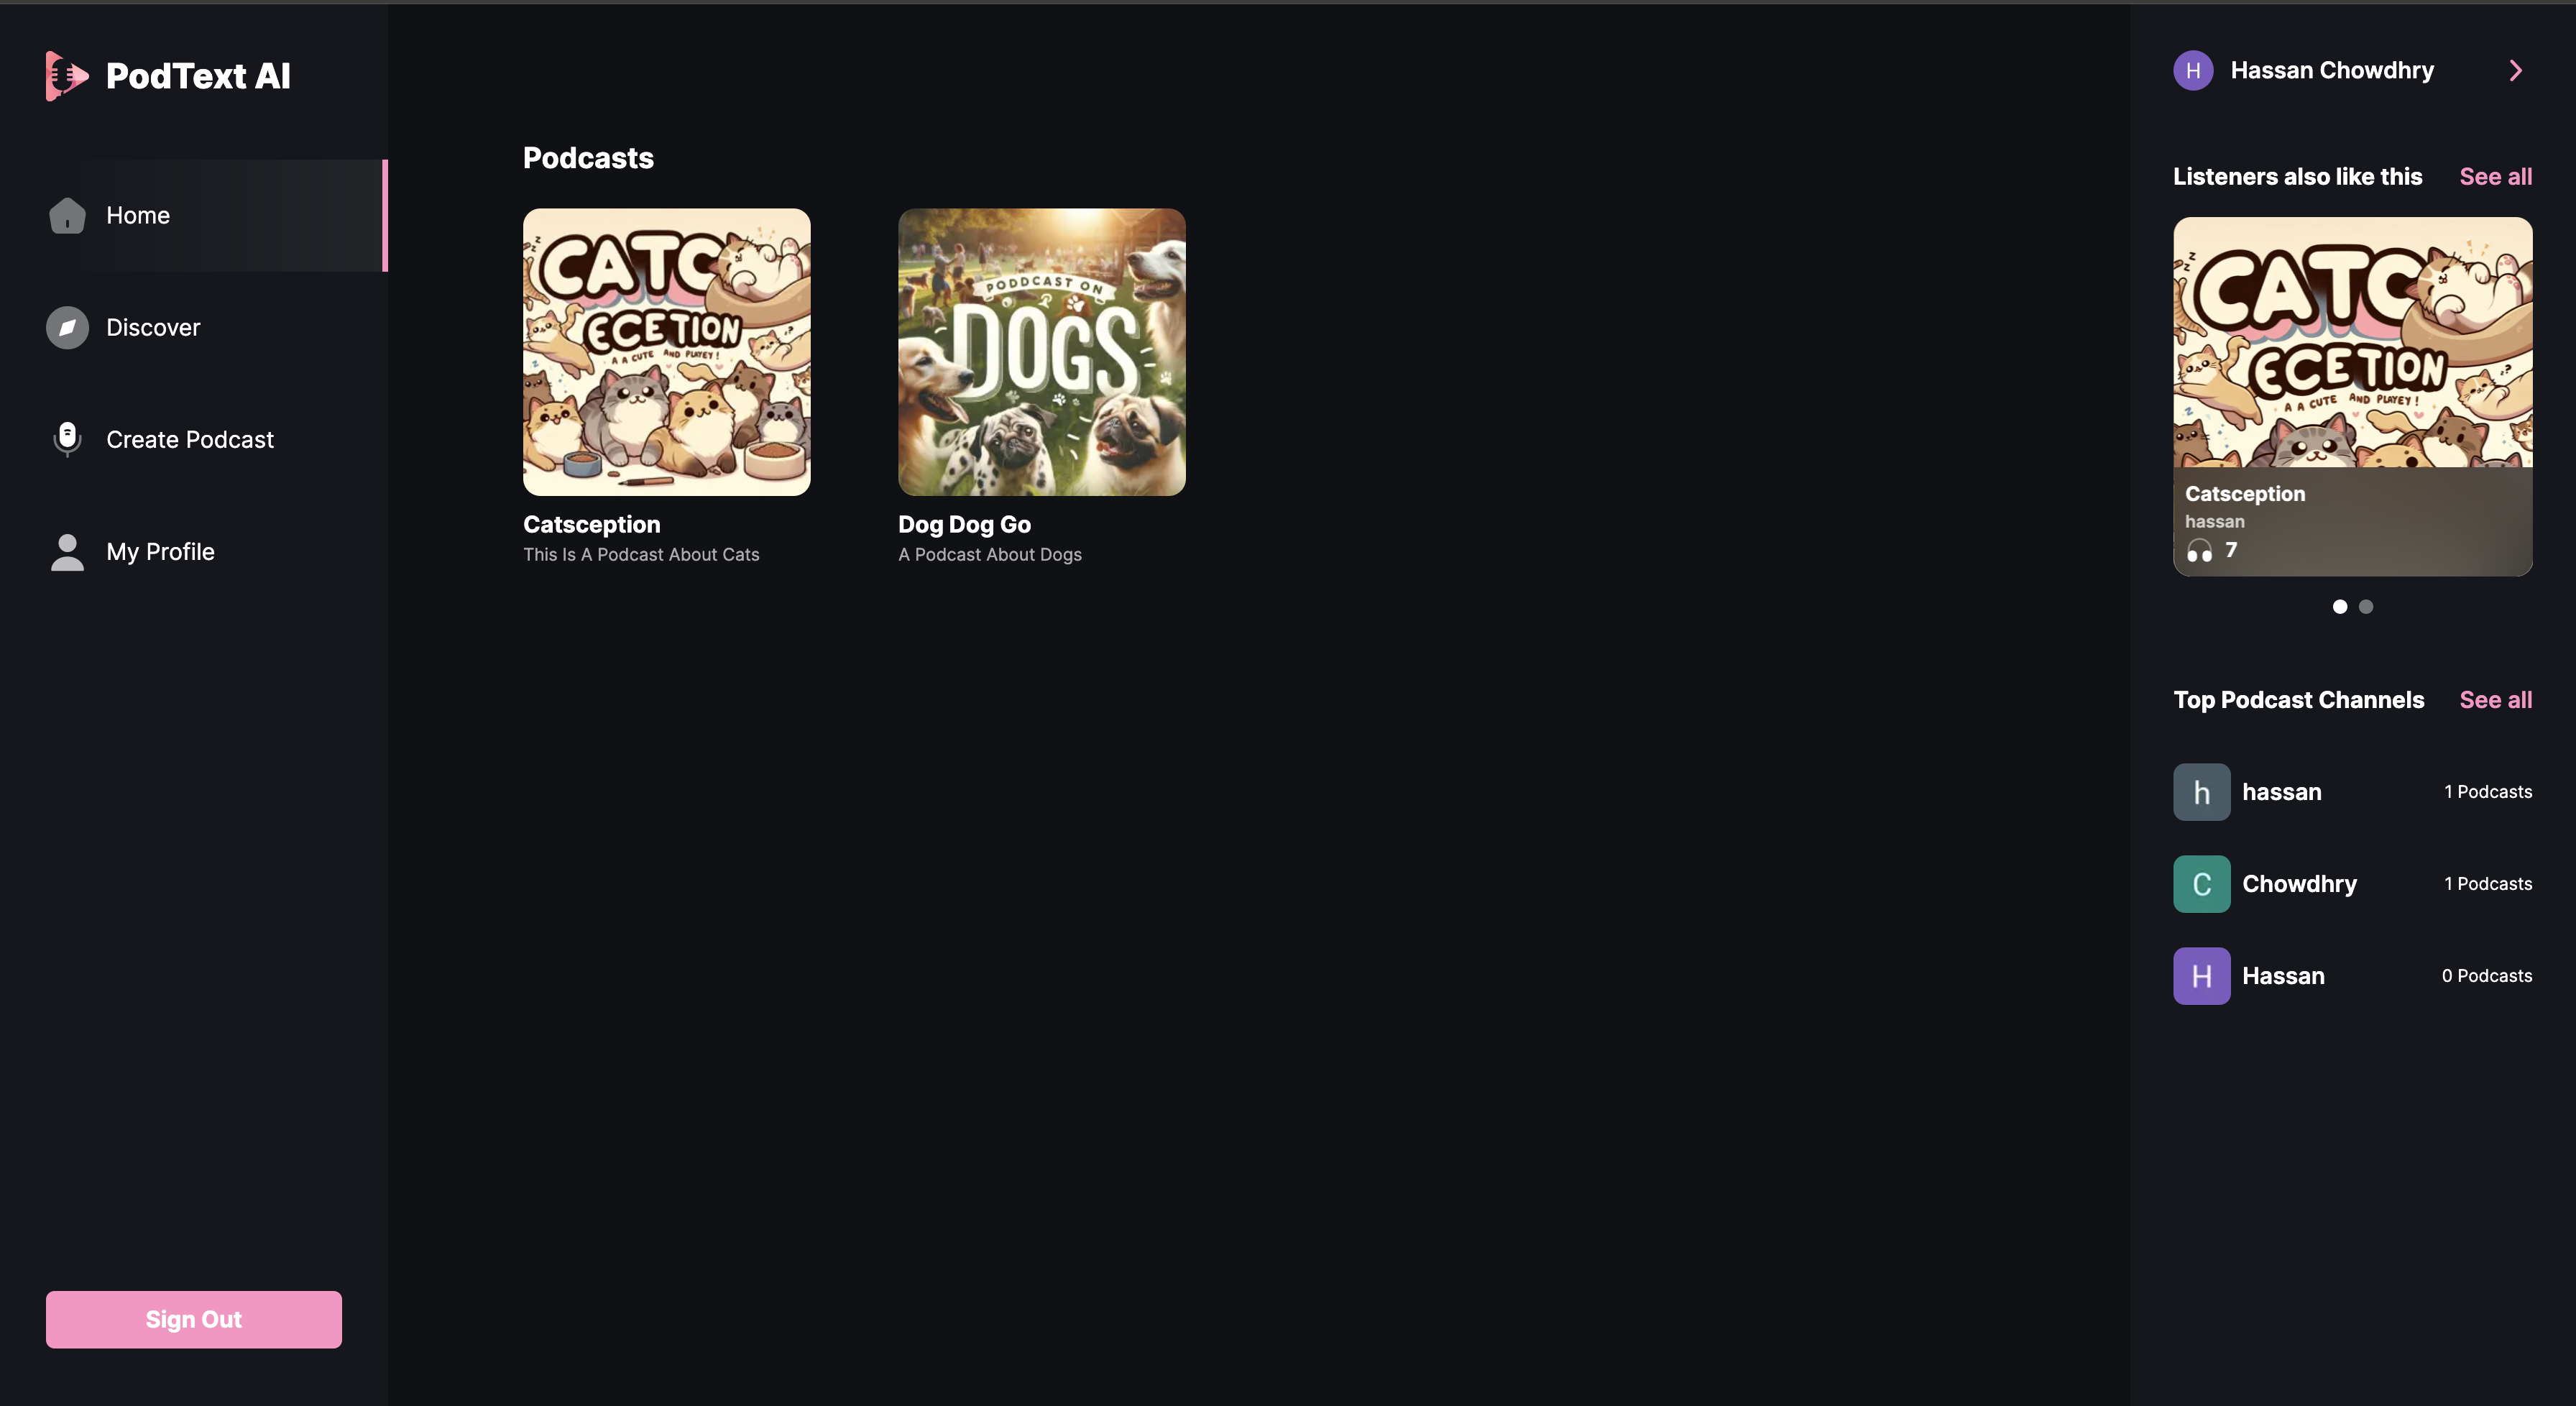 PodText AI
Home
Discover
Create Podcast
My Profile
Sign Out
Podcasts
CATC
ECETION
A A CUTE AND PLAYEY!
Catsception
This Is A Podcast About Cats
PODDCAST ON
DOGS
Dog Dog Go
A Podcast About Dogs
H
Hassan Chowdhry
Listeners also like this
See all
CATC
ECETION
A A CUTE AND PLAYEY!
Catsception
hassan
7
Top Podcast Channels
See all
h
hassan
1 Podcasts
C
Chowdhry
1 Podcasts
H
Hassan
0 Podcasts